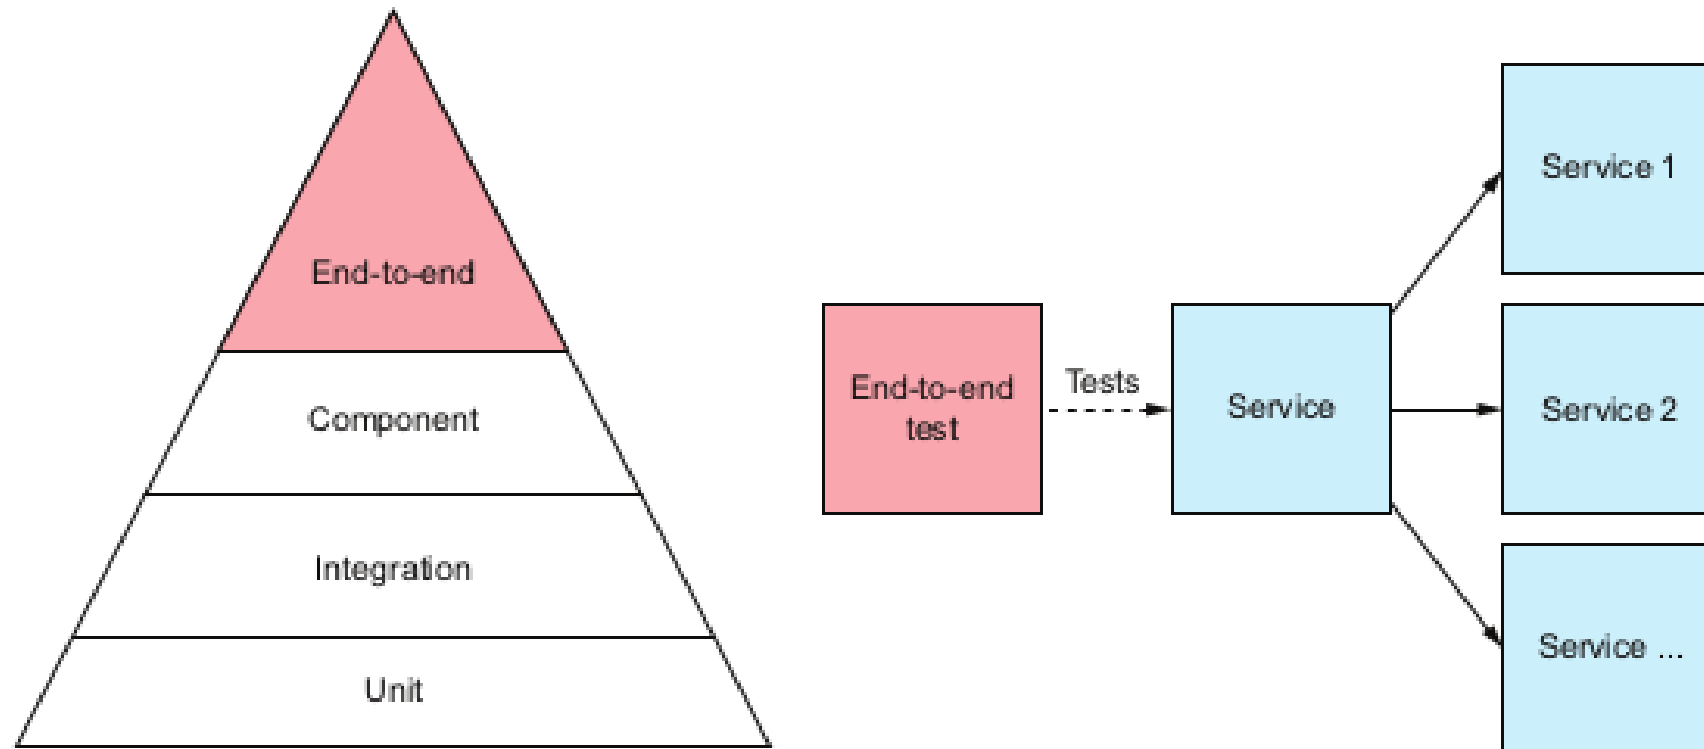 End-to-end
Component
Integration
Unit
End-to-end
test
Tests
Service
Service 1
Service 2
Service ...